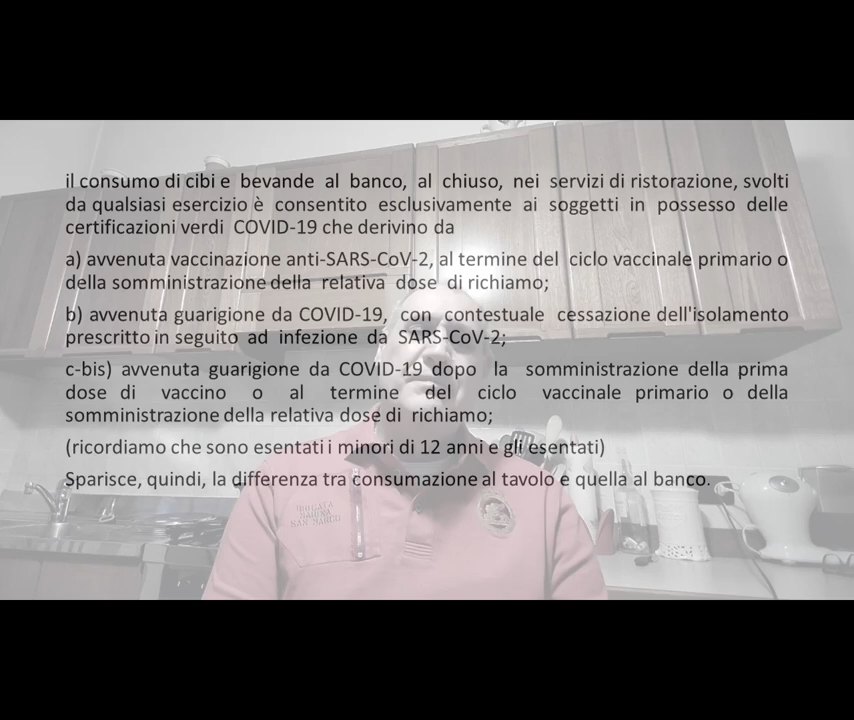 il consumo di cibi e bevande al banco, al chiuso, nei servizi di ristorazione, svolti
da qualsiasi esercizio è consentito esclusivamente ai soggetti in possesso delle
certificazioni verdi COVID-19 che derivino da
a) avvenuta vaccinazione anti-SARS-CoV-2, al termine del ciclo vaccinale primario o
della somministrazione della relativa dose di richiamo;
b) avvenuta guarigione da COVID-19, con contestuale cessazione dell'isolamento
prescritto in seguito ad infezione da SARS-CoV-2;
c-bis) avvenuta guarigione da COVID-19 dopo la somministrazione della prima
dose di vaccino o al termine del ciclo vaccinale primario o della
somministrazione della relativa dose di richiamo;
(ricordiamo che sono esentati i minori di 12 anni e gli esentati)
Sparisce, quindi, la differenza tra consumazione al tavolo e quella al banco.
BRIGATA
MARINA
SAN MARCO